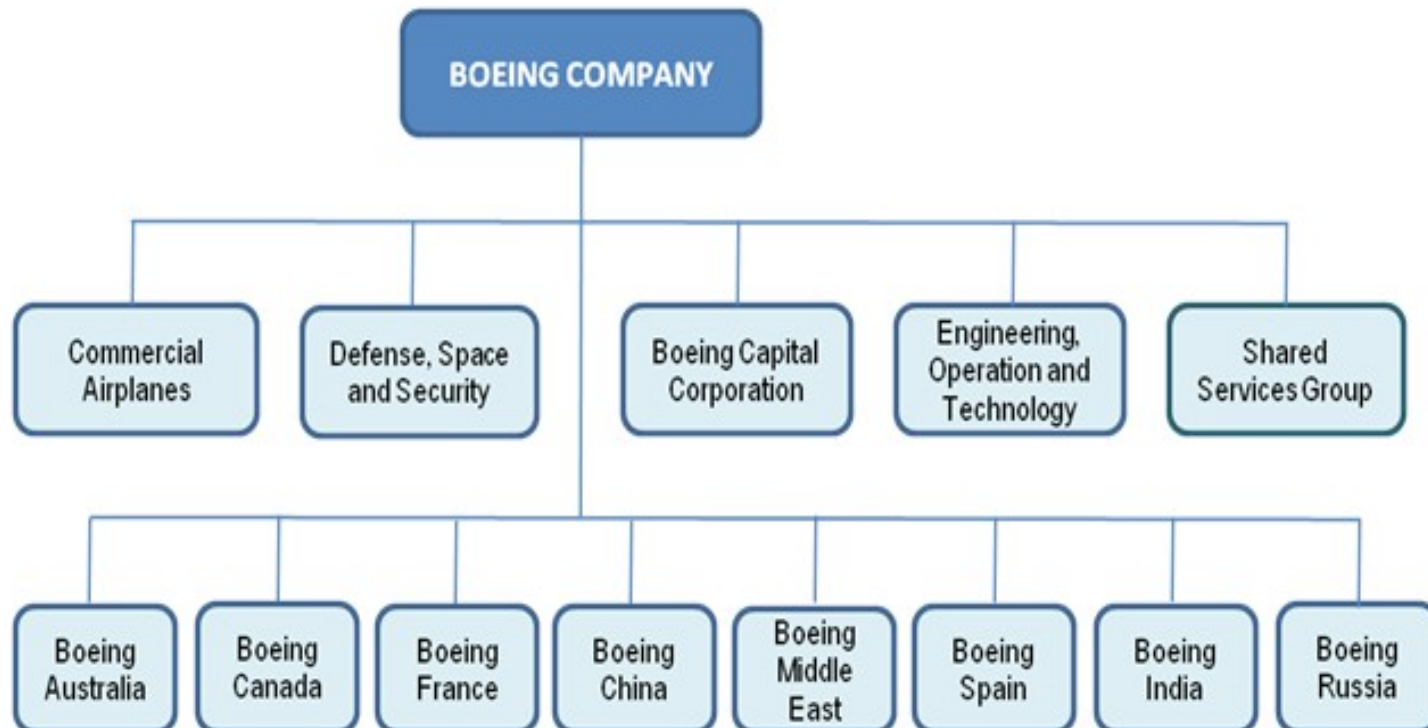 BOEING COMPANY
Commercial
Airplanes
Defense, Space
and Security
Boeing Capital
Corporation
Engineering,
Operation and
Technology
Shared
Services Group
Boeing
Australia
Boeing
Canada
Boeing
France
Boeing
China
Boeing
Middle
East
Boeing
Spain
Boeing
India
Boeing
Russia